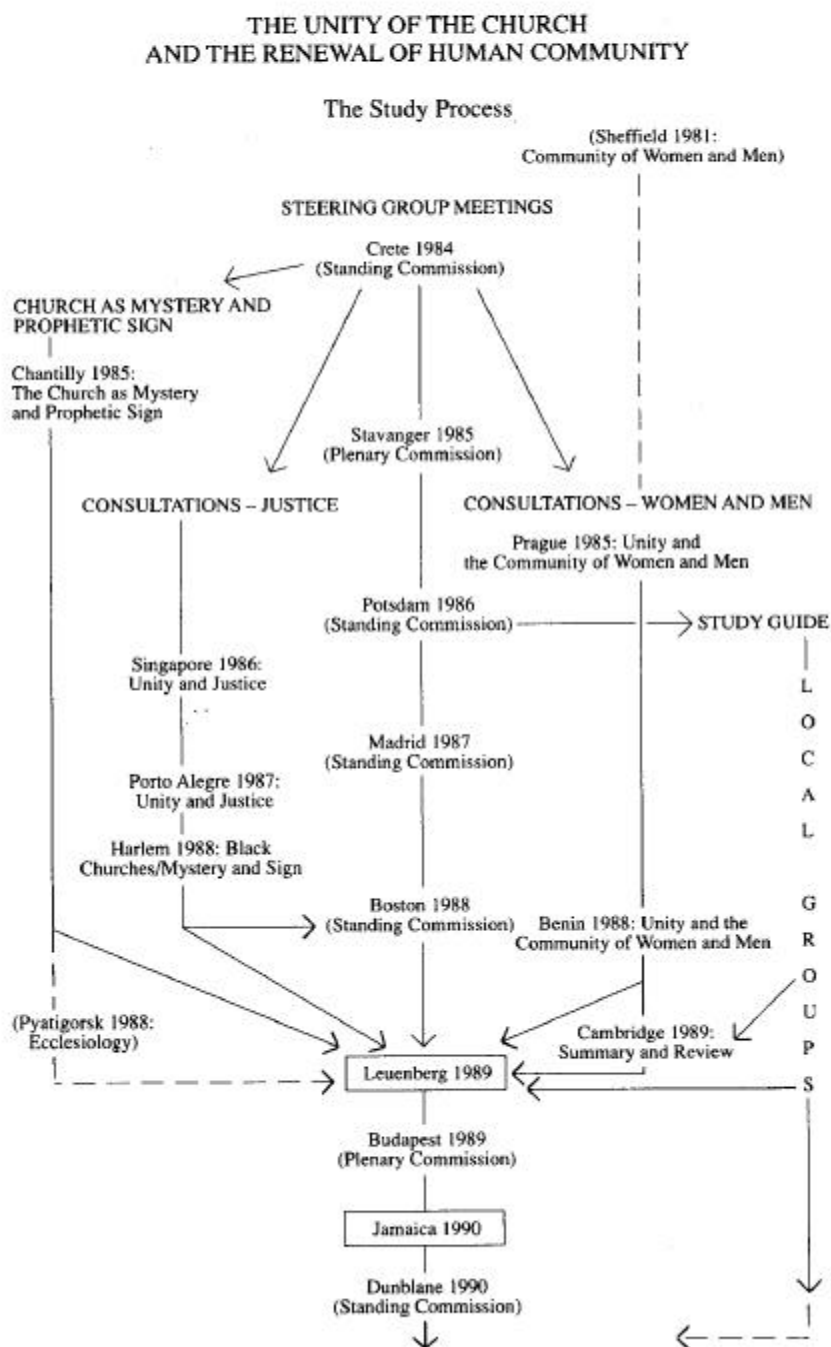 THE UNITY OF THE CHURCH
AND THE RENEWAL OF HUMAN COMMUNITY
The Study Process
(Sheffield 1981:
Community of Women and Men)
STEERING GROUP MEETINGS
Crete 1984
(Standing Commission)
CHURCH AS MYSTERY AND
PROPHETIC SIGN
Chantilly 1985:
The Church as Mystery
and Prophetic Sign
Stavanger 1985
(Plenary Commission)
CONSULTATIONS – JUSTICE
CONSULTATIONS – WOMEN AND MEN
Prague 1985: Unity and
the Community of Women and Men
Potsdam 1986
(Standing Commission)
STUDY GUIDE
Singapore 1986:
Unity and Justice
Madrid 1987
(Standing Commission)
Porto Alegre 1987:
Unity and Justice
Harlem 1988: Black
Churches/Mystery and Sign
LOCAL GROUPS
Boston 1988
(Standing Commission)
Benin 1988: Unity and the
Community of Women and Men
(Pyatigorsk 1988:
Ecclesiology)
Cambridge 1989:
Summary and Review
Leuenberg 1989
Budapest 1989
(Plenary Commission)
Jamaica 1990
Dunblane 1990
(Standing Commission)